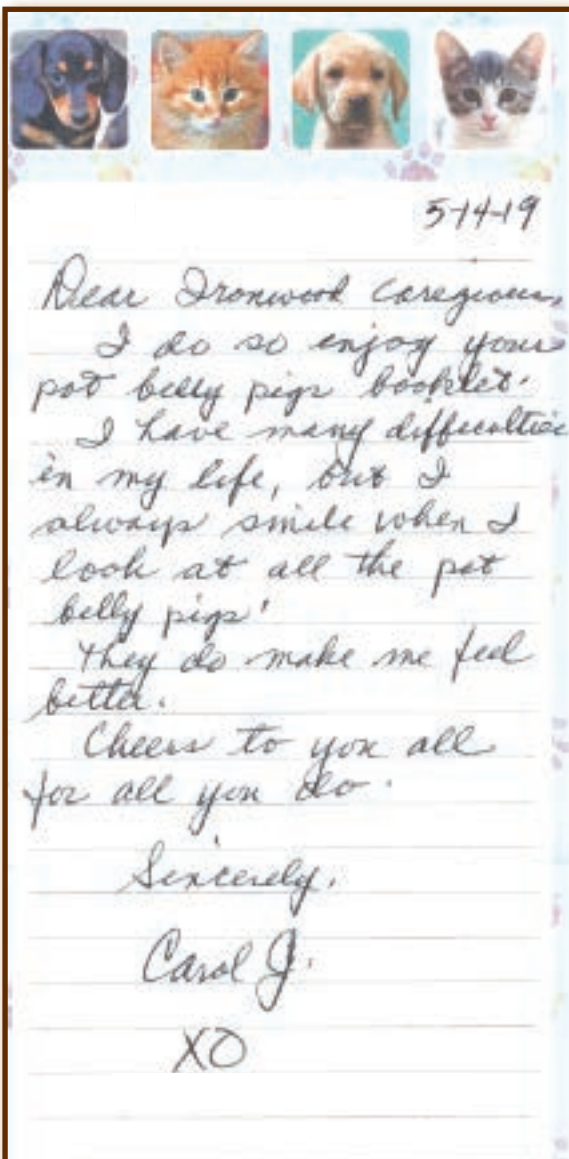 5-14-19
Dear Ironwood caregivers,
I do so enjoy your
pot belly pigs booklet.
I have many difficulties
in my life, but I
always smile when I
look at all the pot
belly pigs!
They do make me feel
better.
Cheers to you all
for all you do.
Sincerely,
Carol J.
XO